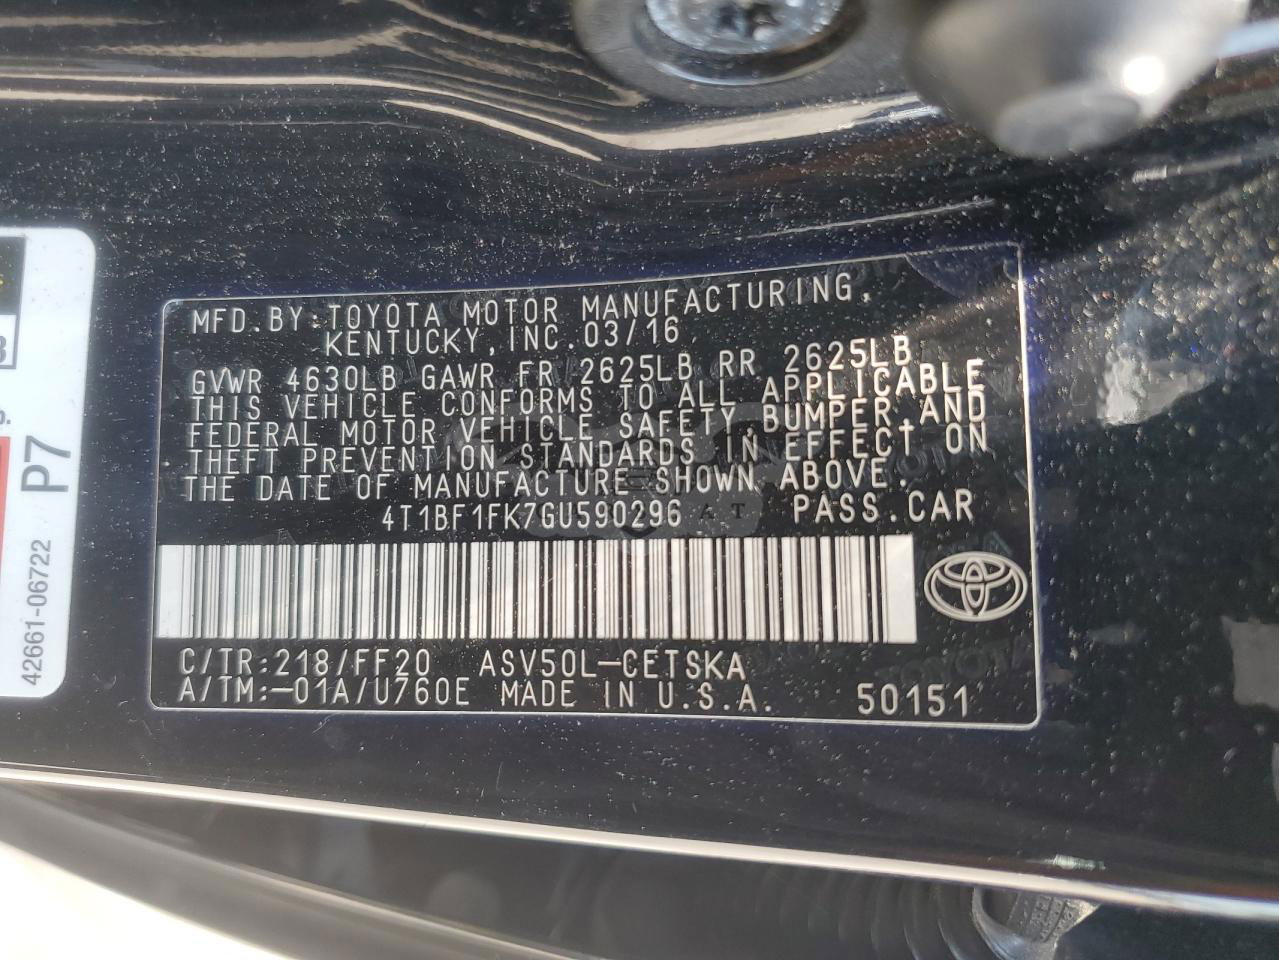 MFD.BY:TOYOTA MOTOR MANUFACTURING,
KENTUCKY, INC. 03/16
GVWR 4630LB GAWR FR 2625LB RR 2625LB
THIS VEHICLE CONFORMS TO ALL APPLICABLE
FEDERAL MOTOR VEHICLE SAFETY, BUMPER, AND
THEFT PREVENTION STANDARDS IN EFFECT ON
THE DATE OF MANUFACTURE SHOWN ABOVE.
4T1BF1FK7GU590296 PASS.CAR
C/TR:218/FF20 ASV50L-CETSKA
A/TM:-01A/U760E MADE IN U.S.A. 50151
P7
42661-06722